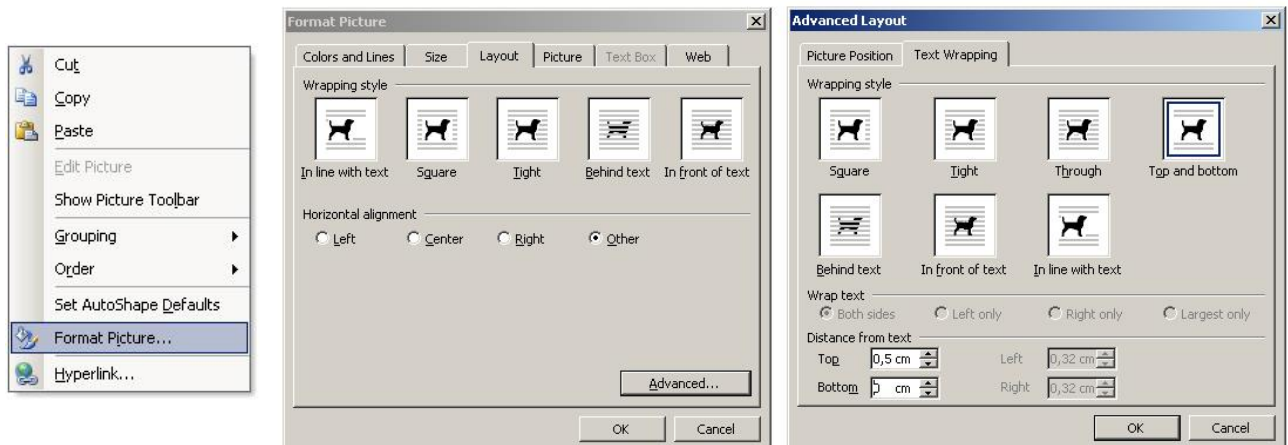 Cut
Copy
Paste
Edit Picture
Show Picture Toolbar
Grouping
Order
Set AutoShape Defaults
Format Picture...
Hyperlink...
Format Picture
Colors and Lines Size Layout Picture Text Box Web
Wrapping style
In line with text Square Tight Behind text In front of text
Horizontal alignment
Left Center Right Other
Advanced...
OK Cancel
Advanced Layout
Picture Position Text Wrapping
Wrapping style
Square Tight Through Top and bottom
Behind text In front of text In line with text
Wrap text
Both sides Left only Right only Largest only
Distance from text
Top 0,5 cm Left 0,32 cm
Bottom cm Right 0,32 cm
OK Cancel